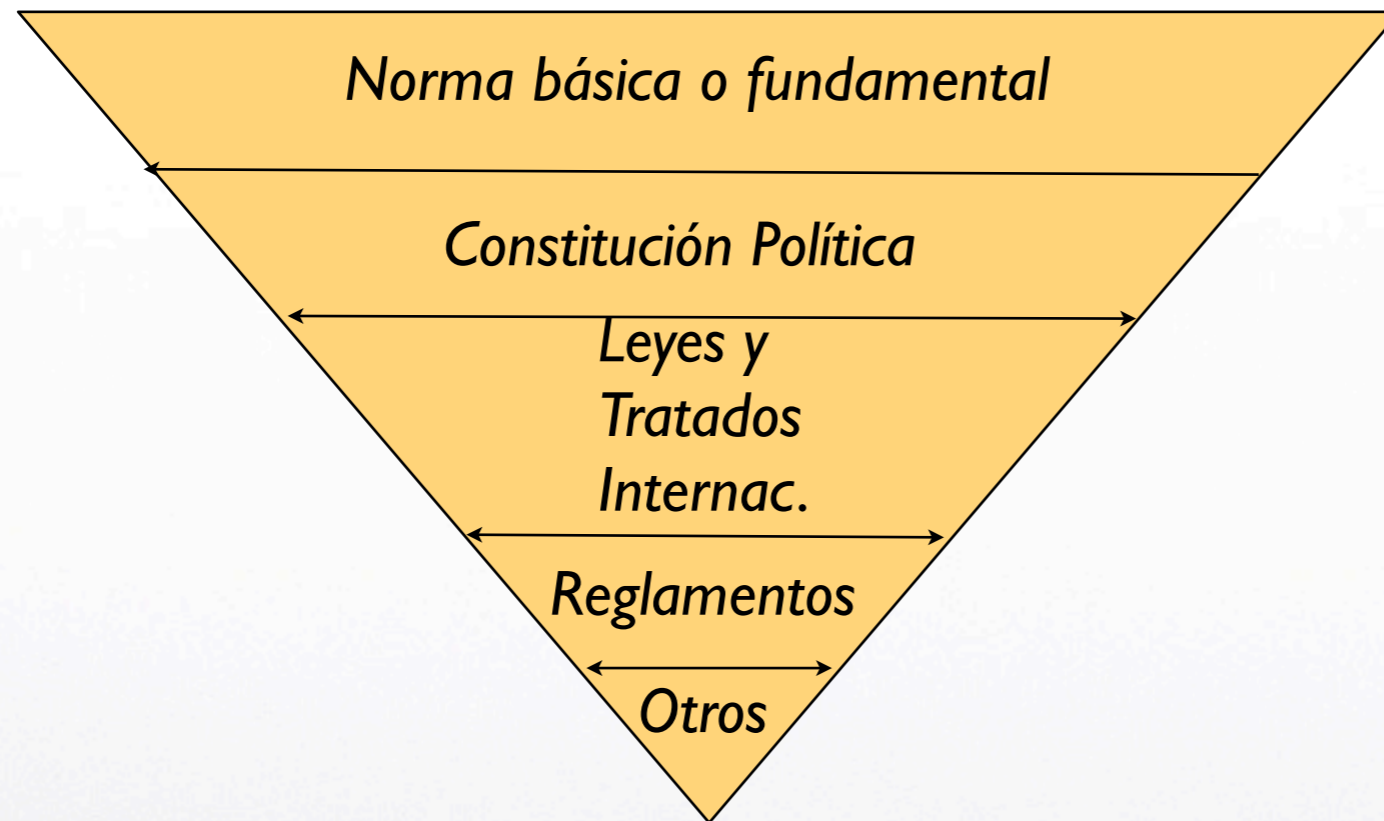 Norma básica o fundamental
Constitución Política
Leyes y
Tratados
Internac.
Reglamentos
Otros